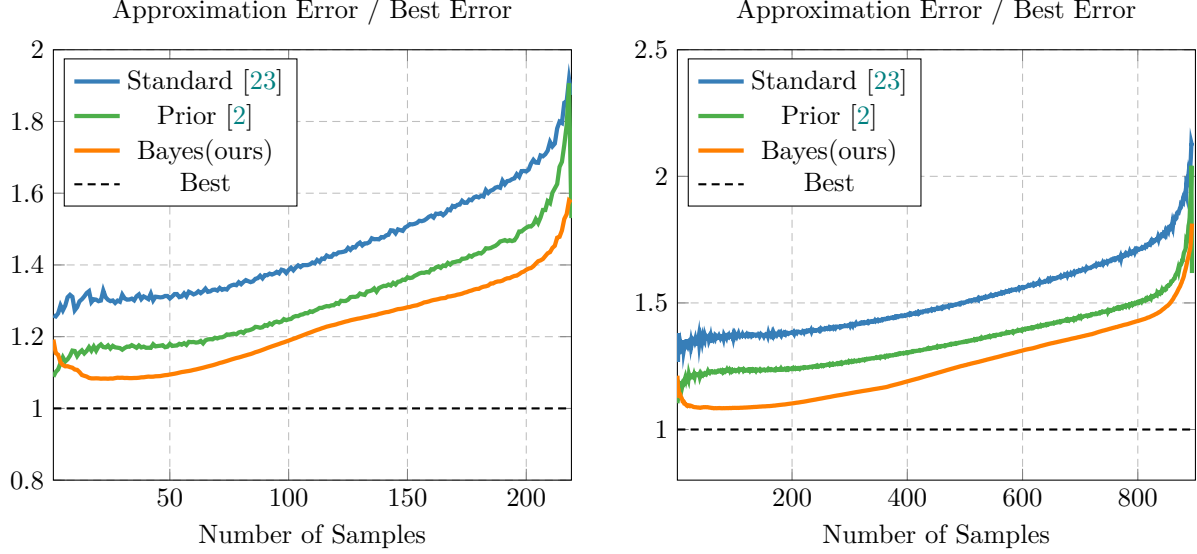 Approximation Error / Best Error
2
1.8
1.6
1.4
1.2
1
0.8
Standard [23]
Prior [2]
Bayes(ours)
Best
50 100 150 200
Number of Samples
Approximation Error / Best Error
2.5
2
1.5
1
Standard [23]
Prior [2]
Bayes(ours)
Best
200 400 600 800
Number of Samples